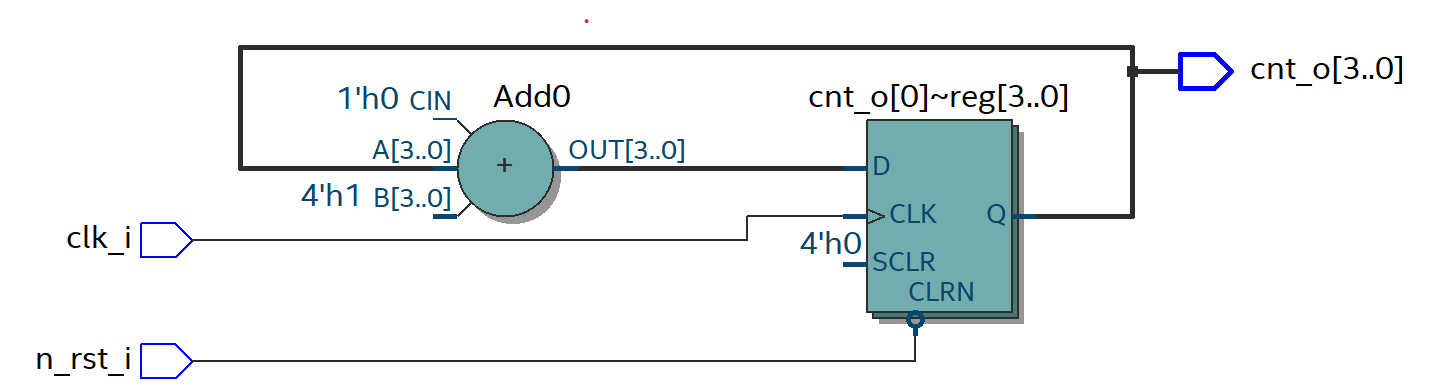 cnt_o[3..0]
1'h0 CIN
Add0
cnt_o[0]~reg[3..0]
A[3..0]
+
OUT[3..0]
D
4'h1 B[3..0]
clk_i
CLK
Q
4'h0
SCLR
CLRN
n_rst_i